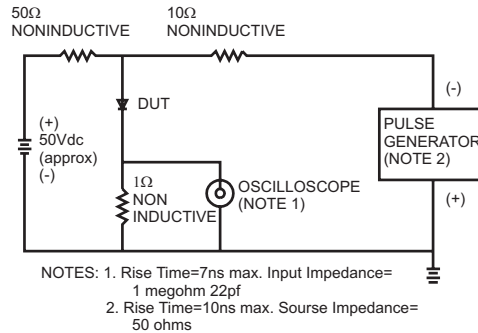 50Ω
NONINDUCTIVE
10Ω
NONINDUCTIVE
DUT
(+)
50Vdc
(approx)
(-)
1Ω
NON
INDUCTIVE
OSCILLOSCOPE
(NOTE 1)
(-)
PULSE
GENERATOR
(NOTE 2)
(+)
NOTES: 1. Rise Time=7ns max. Input Impedance=
1 megohm 22pf
2. Rise Time=10ns max. Sourse Impedance=
50 ohms